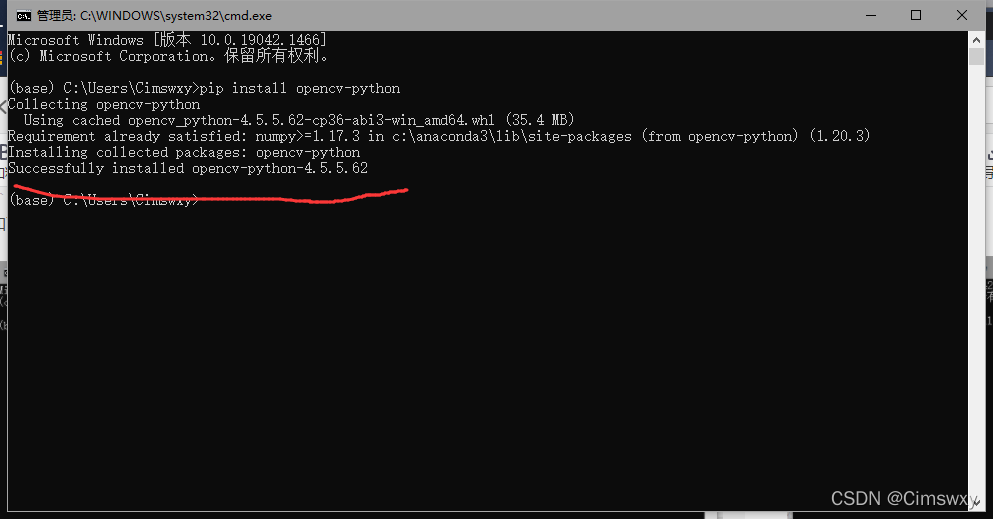 管理员: C:\WINDOWS\system32\cmd.exe
Microsoft Windows [版本 10.0.19042.1466]
(c) Microsoft Corporation。保留所有权利。
(base) C:\Users\Cimswxy>pip install opencv-python
Collecting opencv-python
  Using cached opencv_python-4.5.5.62-cp36-abi3-win_amd64.whl (35.4 MB)
Requirement already satisfied: numpy>=1.17.3 in c:\anaconda3\lib\site-packages (from opencv-python) (1.20.3)
Installing collected packages: opencv-python
Successfully installed opencv-python-4.5.5.62
(base) C:\Users\Cimswxy>
CSDN @Cimswxy